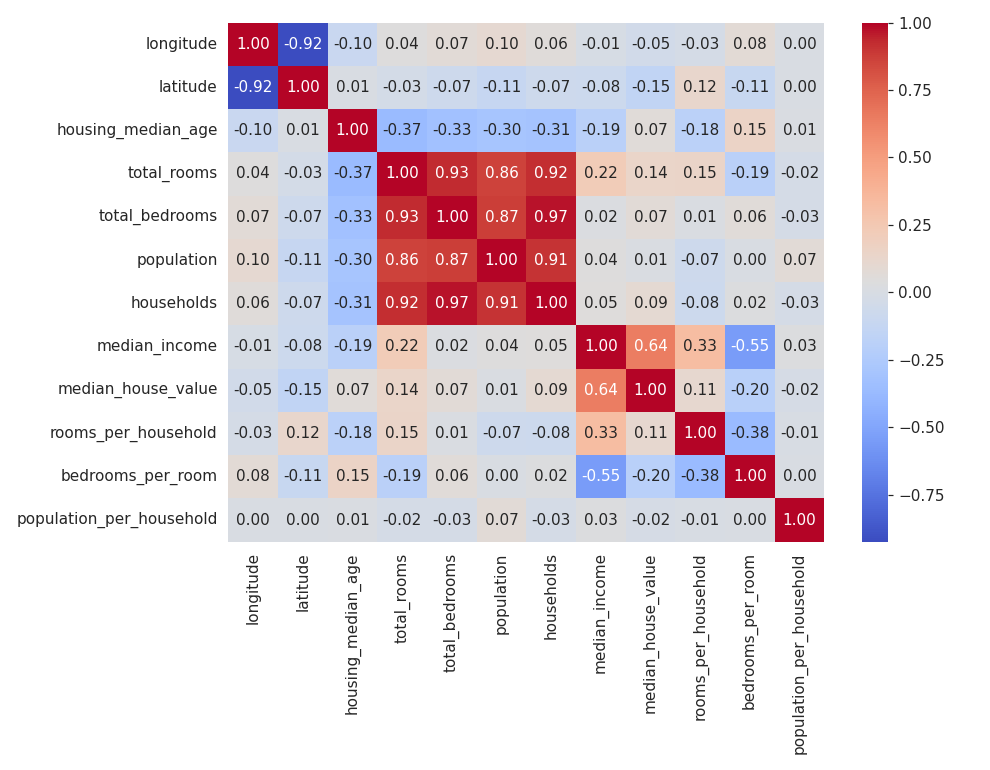 longitude 1.00 -0.92 -0.10 0.04 0.07 0.10 0.06 -0.01 -0.05 -0.03 0.08 0.00
latitude -0.92 1.00 0.01 -0.03 -0.07 -0.11 -0.07 -0.08 -0.15 0.12 -0.11 0.00
housing_median_age -0.10 0.01 1.00 -0.37 -0.33 -0.30 -0.31 -0.19 0.07 -0.18 0.15 0.01
total_rooms 0.04 -0.03 -0.37 1.00 0.93 0.86 0.92 0.22 0.14 0.15 -0.19 -0.02
total_bedrooms 0.07 -0.07 -0.33 0.93 1.00 0.87 0.97 0.02 0.07 0.01 0.06 -0.03
population 0.10 -0.11 -0.30 0.86 0.87 1.00 0.91 0.04 0.01 -0.07 0.00 0.07
households 0.06 -0.07 -0.31 0.92 0.97 0.91 1.00 0.05 0.09 -0.08 0.02 -0.03
median_income -0.01 -0.08 -0.19 0.22 0.02 0.04 0.05 1.00 0.64 0.33 -0.55 0.03
median_house_value -0.05 -0.15 0.07 0.14 0.07 0.01 0.09 0.64 1.00 0.11 -0.20 -0.02
rooms_per_household -0.03 0.12 -0.18 0.15 0.01 -0.07 -0.08 0.33 0.11 1.00 -0.38 -0.01
bedrooms_per_room 0.08 -0.11 0.15 -0.19 0.06 0.00 0.02 -0.55 -0.20 -0.38 1.00 0.00
population_per_household 0.00 0.00 0.01 -0.02 -0.03 0.07 -0.03 0.03 -0.02 -0.01 0.00 1.00
longitude
latitude
housing_median_age
total_rooms
total_bedrooms
population
households
median_income
median_house_value
rooms_per_household
bedrooms_per_room
population_per_household
1.00
0.75
0.50
0.25
0.00
−0.25
−0.50
−0.75